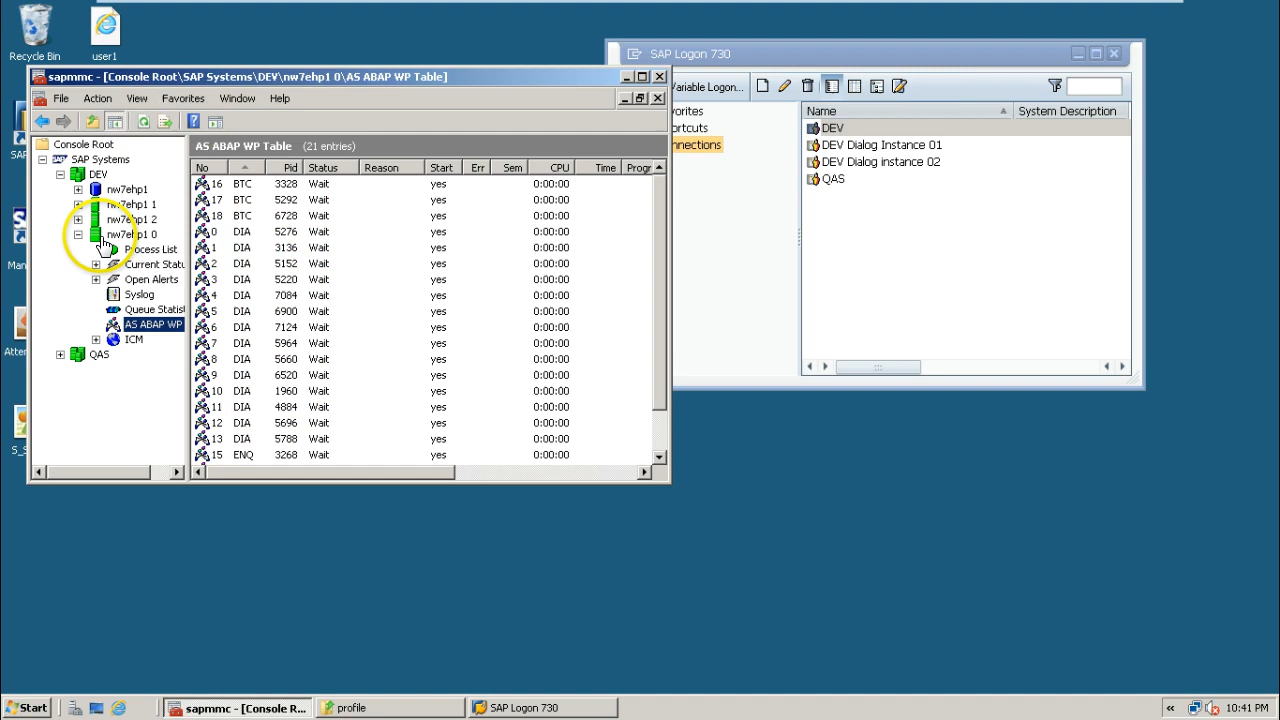 Recycle Bin
user1
SAP Logon 730
sapmmc - [Console Root\SAP Systems\DEV\nw7ehp1 0\AS ABAP WP Table]
File Action View Favorites Window Help
Variable Logon...
Console Root
SAP Systems
DEV
nw7ehp1
nw7ehp1 1
nw7ehp1 2
nw7ehp1 0
Process List
Current Statu
Open Alerts
Syslog
Queue Statist
AS ABAP WP
ICM
QAS
AS ABAP WP Table (21 entries)
No Pid Status Reason Start Err Sem CPU Time Progr
16 BTC 3328 Wait yes 0:00:00
17 BTC 5292 Wait yes 0:00:00
18 BTC 6728 Wait yes 0:00:00
0 DIA 5276 Wait yes 0:00:00
1 DIA 3136 Wait yes 0:00:00
2 DIA 5152 Wait yes 0:00:00
3 DIA 5220 Wait yes 0:00:00
4 DIA 7084 Wait yes 0:00:00
5 DIA 6900 Wait yes 0:00:00
6 DIA 7124 Wait yes 0:00:00
7 DIA 5964 Wait yes 0:00:00
8 DIA 5660 Wait yes 0:00:00
9 DIA 6520 Wait yes 0:00:00
10 DIA 1960 Wait yes 0:00:00
11 DIA 4884 Wait yes 0:00:00
12 DIA 5696 Wait yes 0:00:00
13 DIA 5788 Wait yes 0:00:00
15 ENQ 3268 Wait yes 0:00:00
vorites
ortcuts
nnections
Name System Description
DEV
DEV Dialog Instance 01
DEV Dialog instance 02
QAS
SAP
Man
Atter
S_S
Start
sapmmc - [Console R...
profile
SAP Logon 730
10:41 PM